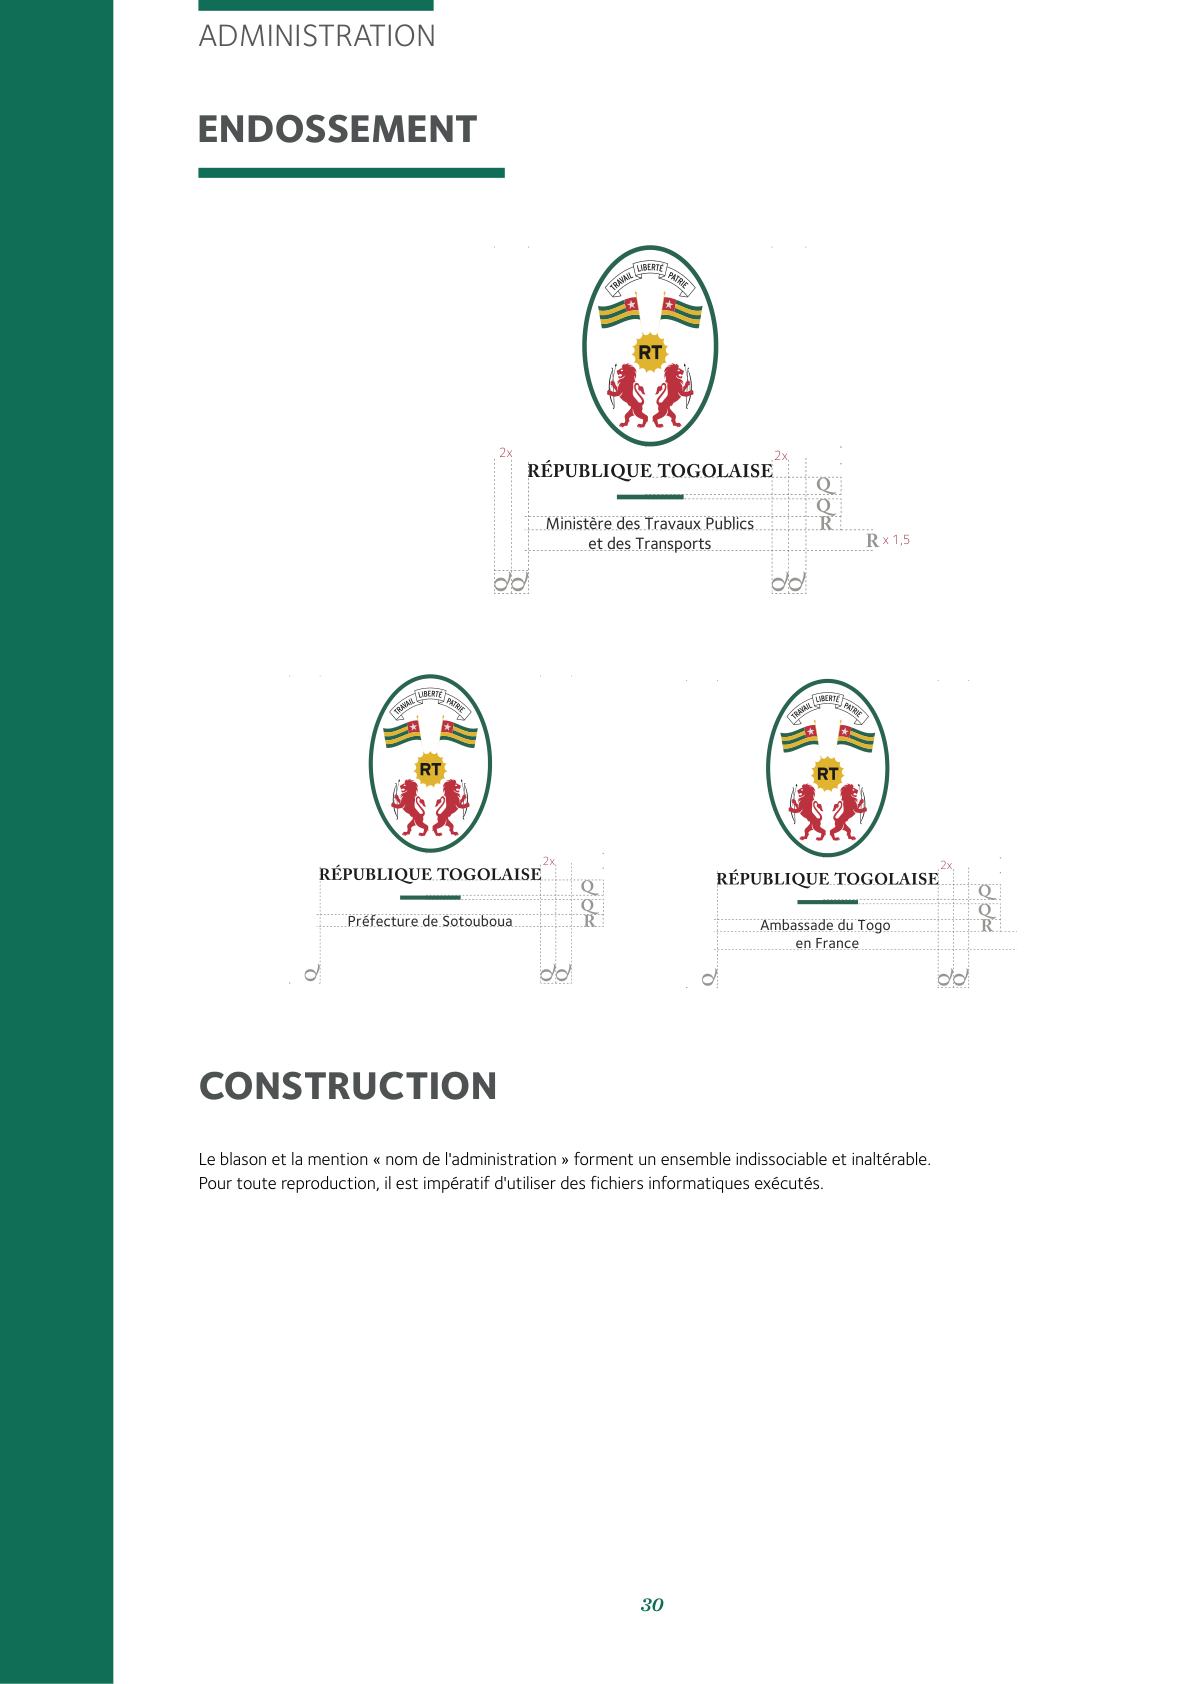 ADMINISTRATION
ENDOSSEMENT
TRAVAIL LIBERTÉ PATRIE
RT
2x
2x
RÉPUBLIQUE TOGOLAISE
Q
Q
Ministère des Travaux Publics
R
et des Transports
R x 1,5
Q Q
Q Q
TRAVAIL LIBERTÉ PATRIE
RT
2x
RÉPUBLIQUE TOGOLAISE
Q
Q
Préfecture de Sotouboua
R
Q
Q Q
TRAVAIL LIBERTÉ PATRIE
RT
2x
RÉPUBLIQUE TOGOLAISE
Q
Q
Ambassade du Togo
R
en France
Q
Q Q
CONSTRUCTION
Le blason et la mention « nom de l'administration » forment un ensemble indissociable et inaltérable.
Pour toute reproduction, il est impératif d'utiliser des fichiers informatiques exécutés.
30